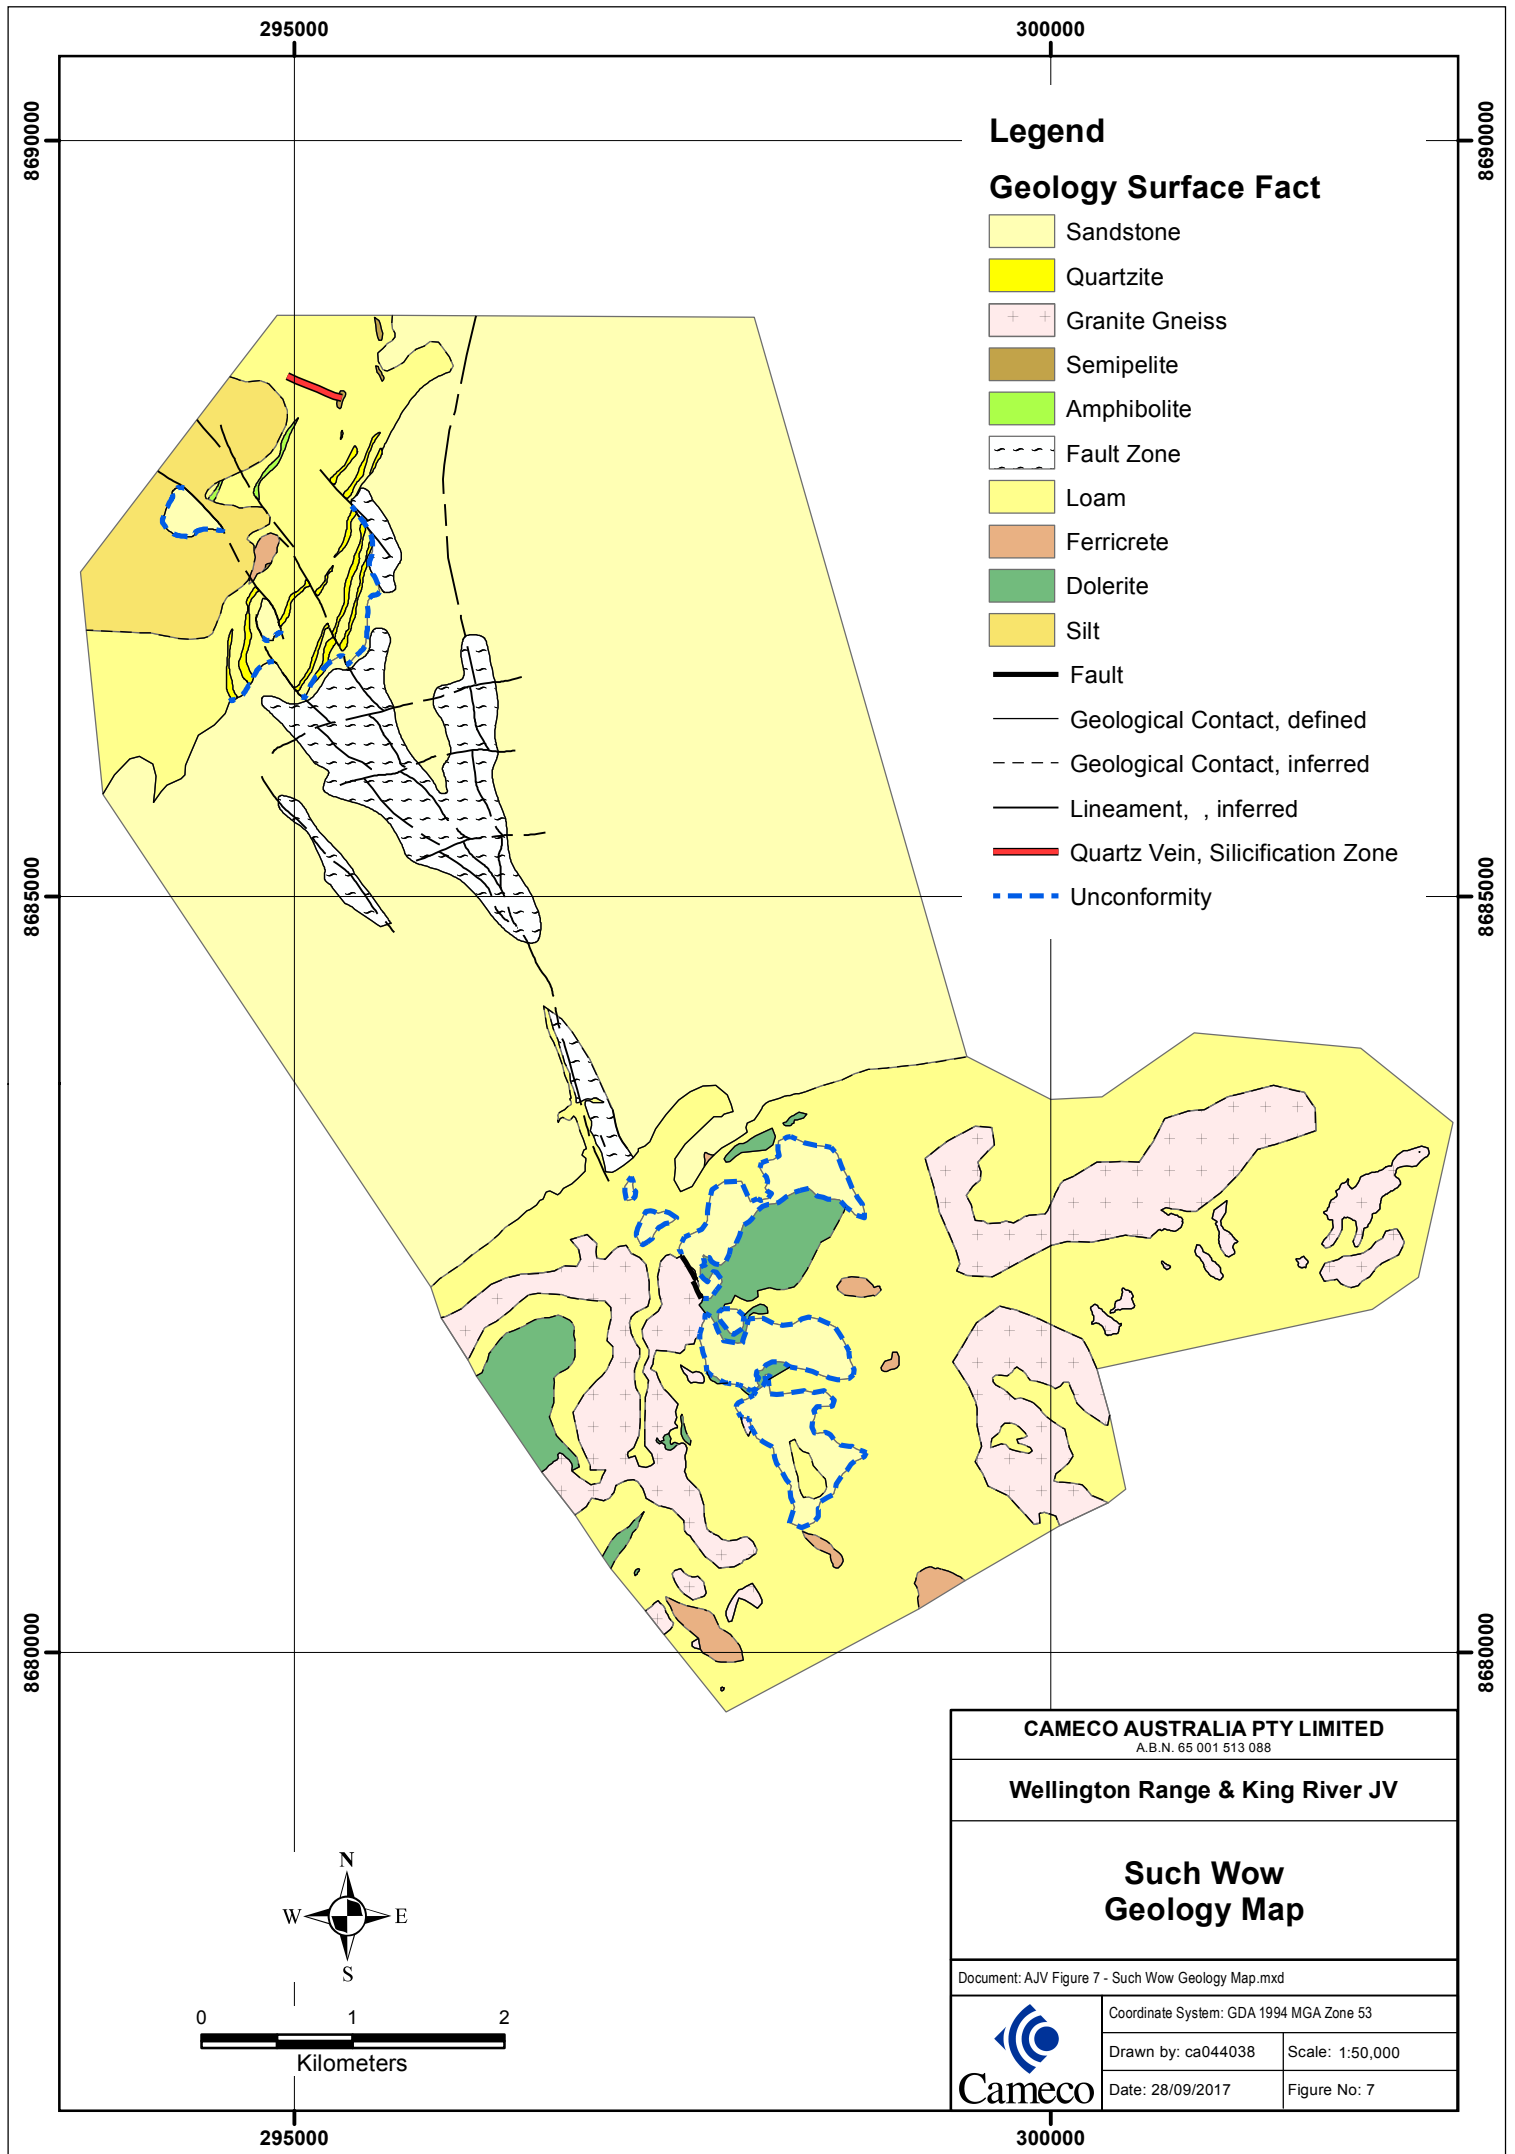 295000
300000
8690000
8690000
Legend
Geology Surface Fact
Sandstone
Quartzite
Granite Gneiss
Semipelite
Amphibolite
Fault Zone
Loam
Ferricrete
Dolerite
Silt
Fault
Geological Contact, defined
Geological Contact, inferred
Lineament, , inferred
Quartz Vein, Silicification Zone
Unconformity
8685000
8685000
8680000
8680000
CAMECO AUSTRALIA PTY LIMITED
A.B.N. 65 001 513 088
Wellington Range & King River JV
Such Wow
Geology Map
Document: AJV Figure 7 - Such Wow Geology Map.mxd
Coordinate System: GDA 1994 MGA Zone 53
Drawn by: ca044038
Scale: 1:50,000
Date: 28/09/2017
Figure No: 7
Cameco
N
W
E
S
0 1 2
Kilometers
295000
300000